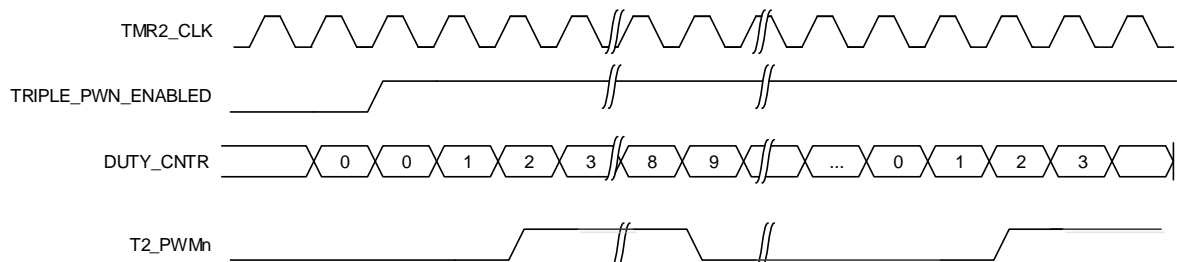 TMR2_CLK
TRIPLE_PWN_ENABLED
DUTY_CNTR 0 0 1 2 3 8 9 ... 0 1 2 3
T2_PWMn